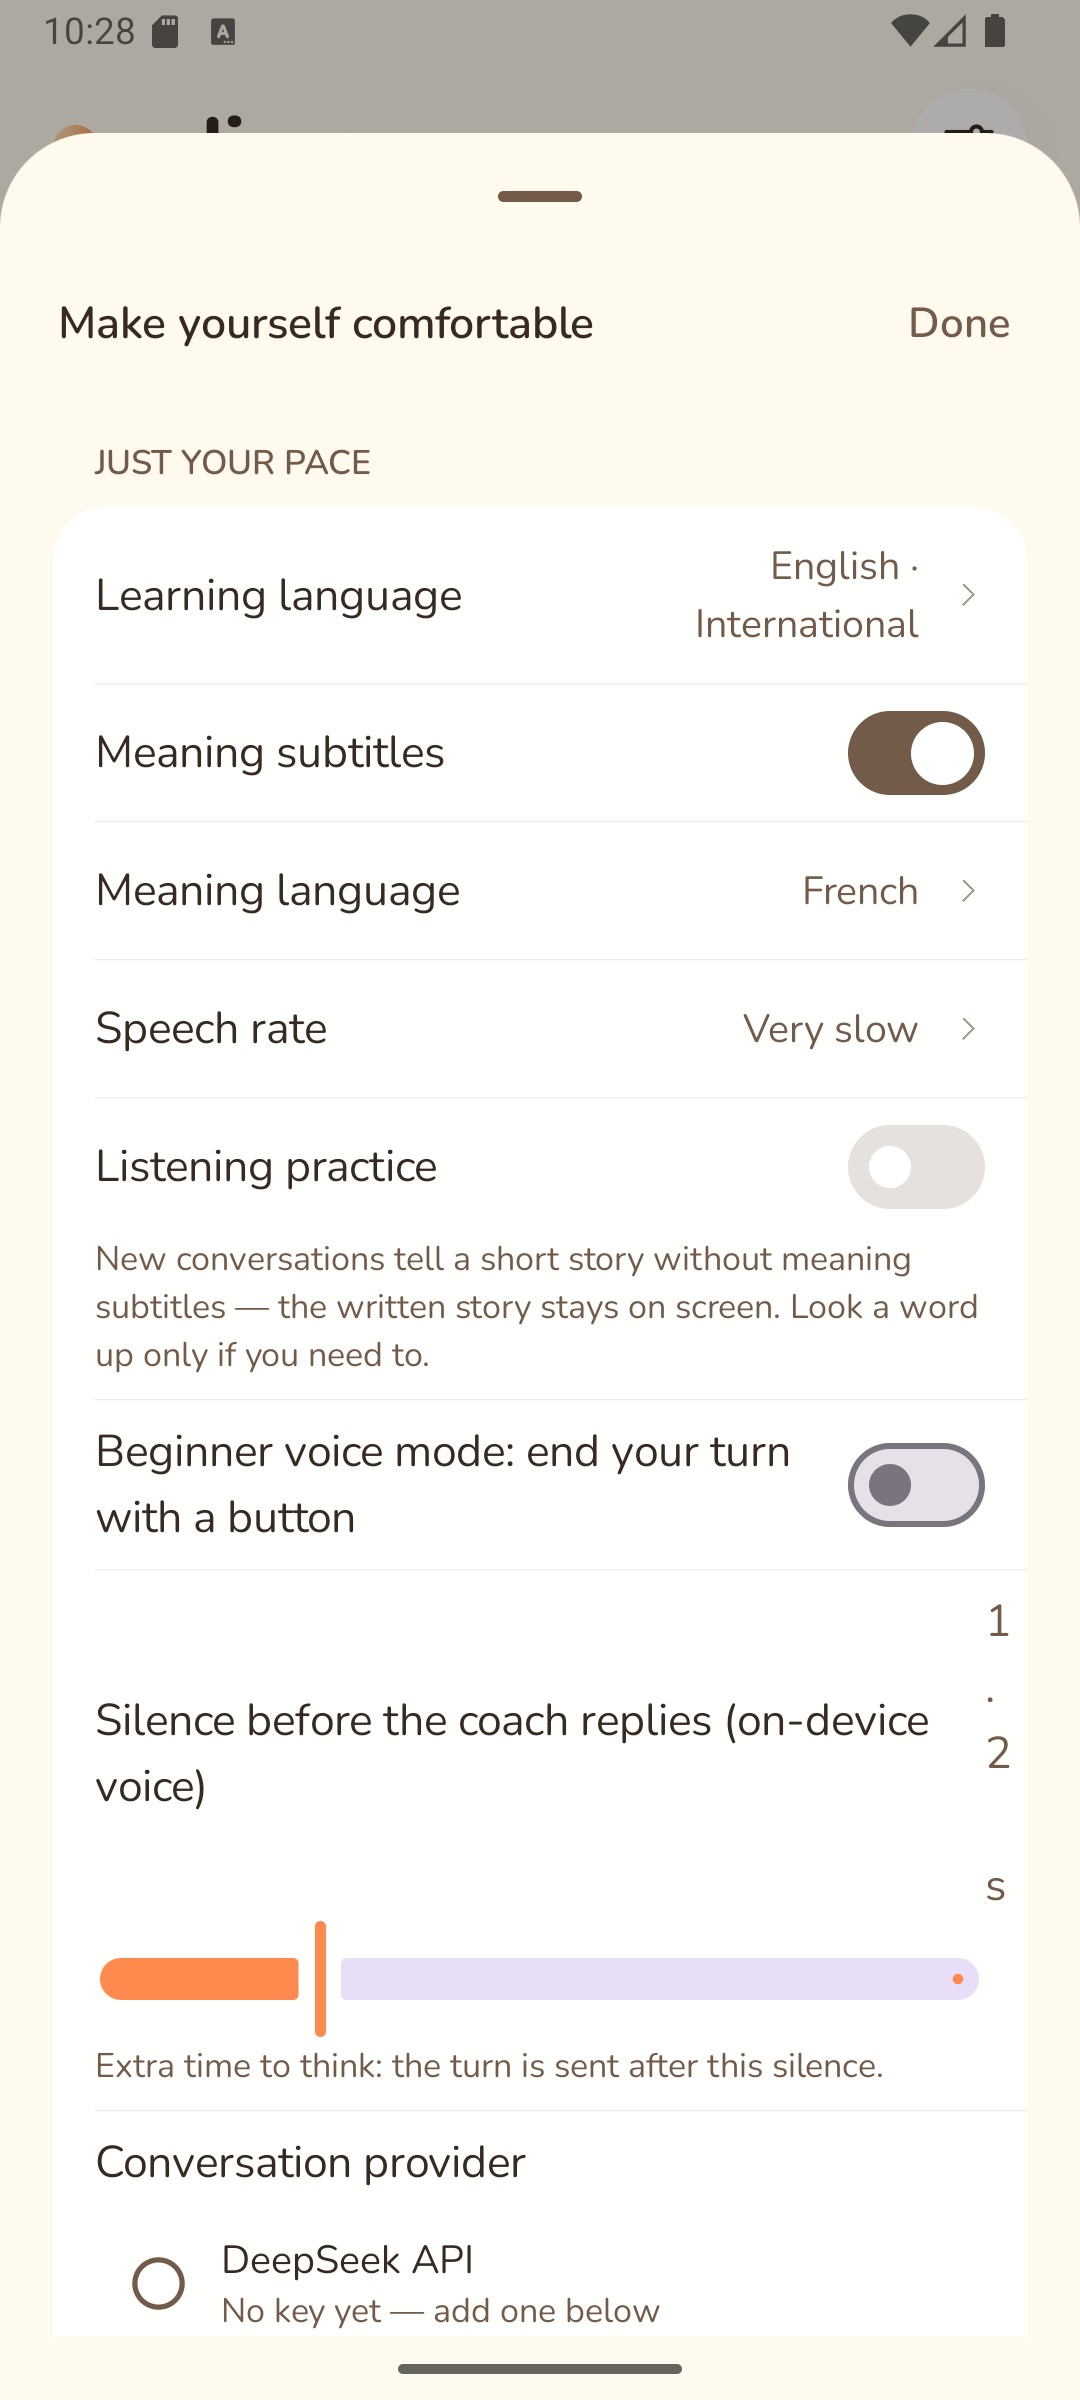 10:28
Make yourself comfortable
Done
JUST YOUR PACE
Learning language
English ·
International
Meaning subtitles
Meaning language
French
Speech rate
Very slow
Listening practice
New conversations tell a short story without meaning
subtitles — the written story stays on screen. Look a word
up only if you need to.
Beginner voice mode: end your turn
with a button
Silence before the coach replies (on-device
voice)
1
.
2
s
Extra time to think: the turn is sent after this silence.
Conversation provider
DeepSeek API
No key yet — add one below